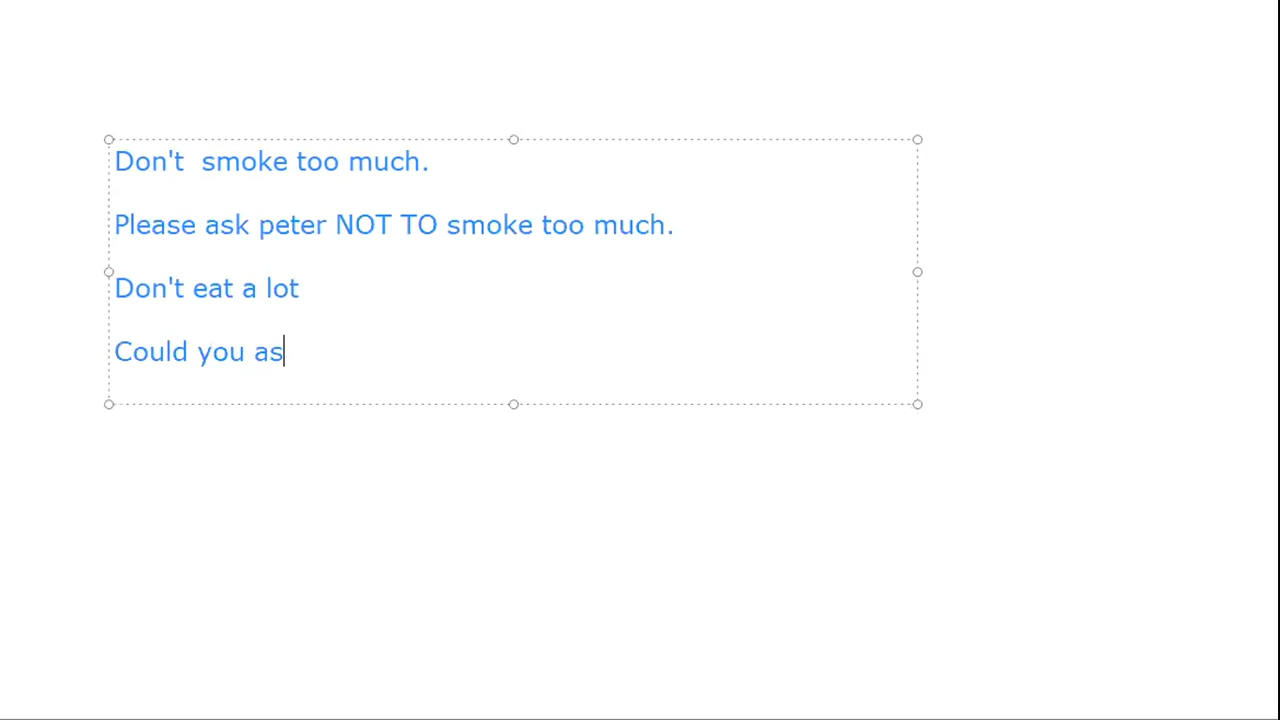 Don't  smoke too much.
Please ask peter NOT TO smoke too much.
Don't eat a lot
Could you as